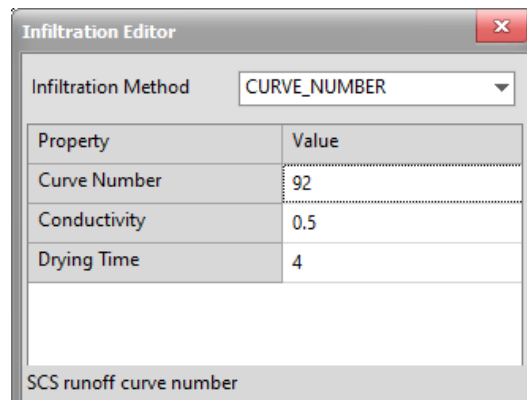 Infiltration Editor
Infiltration Method CURVE_NUMBER
Property Value
Curve Number 92
Conductivity 0.5
Drying Time 4
SCS runoff curve number